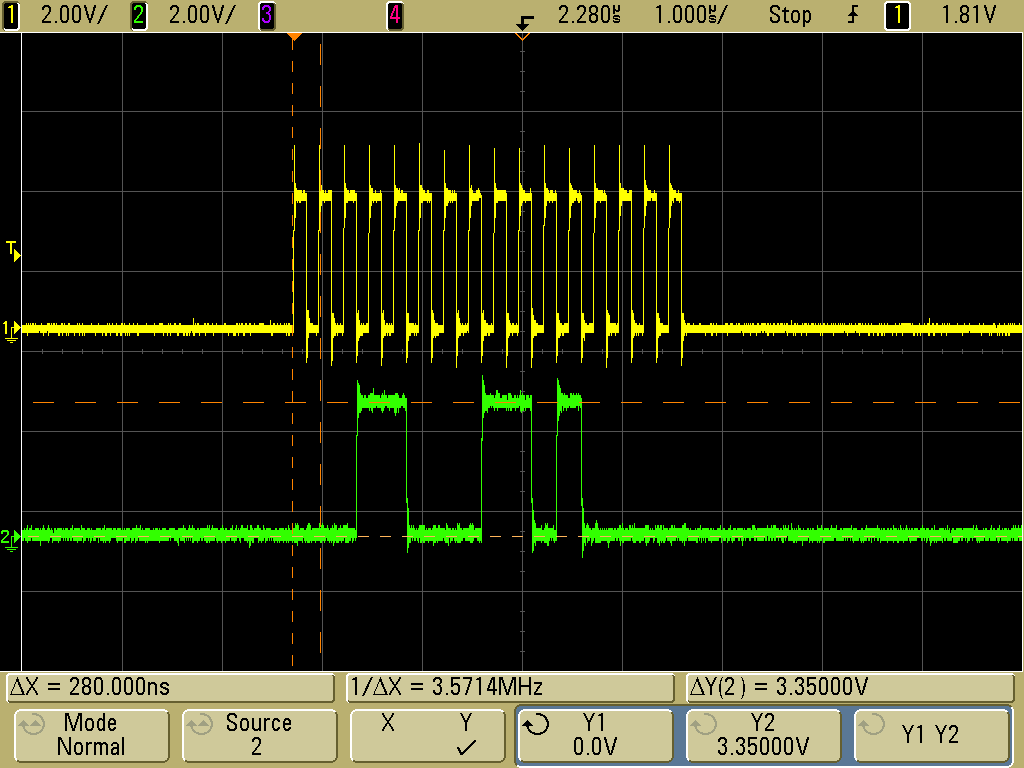 1 2.00V/ 2 2.00V/ 3 4 2.280µs 1.000µs/ Stop 1 1.81V
T
1
2
ΔX = 280.000ns 1/ΔX = 3.5714MHz ΔY(2) = 3.35000V
Mode Source X Y Y1 Y2 Y1 Y2
Normal 2 ✓ 0.0V 3.35000V